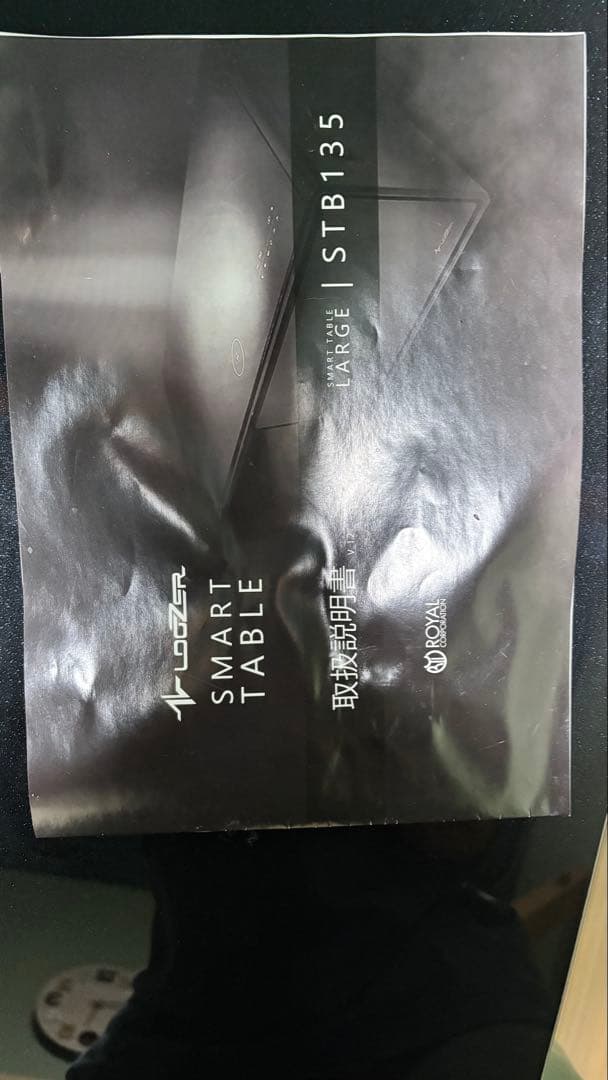 LOOZER
SMART
TABLE
SMART TABLE
LARGE | STB135
取扱説明書
ROYAL
CORPORATION